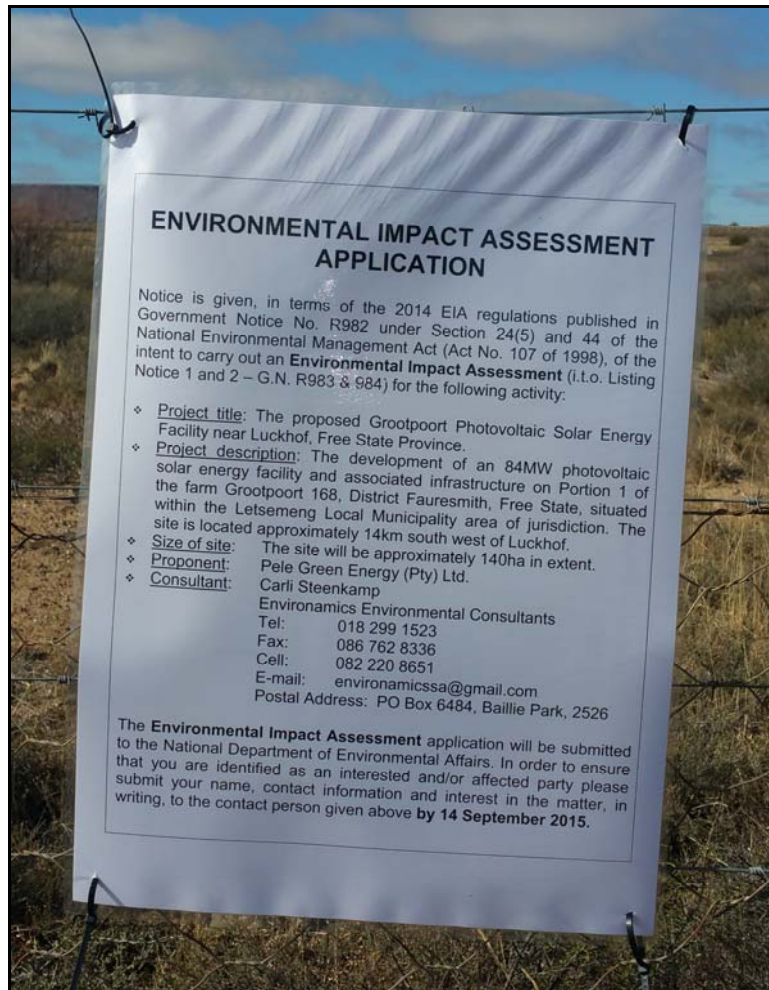 ENVIRONMENTAL IMPACT ASSESSMENT
APPLICATION
Notice is given, in terms of the 2014 EIA regulations published in
Government Notice No. R982 under Section 24(5) and 44 of the
National Environmental Management Act (Act No. 107 of 1998), of the
intent to carry out an Environmental Impact Assessment (i.t.o. Listing
Notice 1 and 2 – G.N. R983 & 984) for the following activity:
❖ Project title: The proposed Grootpoort Photovoltaic Solar Energy
Facility near Luckhof, Free State Province.
❖ Project description: The development of an 84MW photovoltaic
solar energy facility and associated infrastructure on Portion 1 of
the farm Grootpoort 168, District Fauresmith, Free State, situated
within the Letsemeng Local Municipality area of jurisdiction. The
site is located approximately 14km south west of Luckhof.
❖ Size of site: The site will be approximately 140ha in extent.
❖ Proponent: Pele Green Energy (Pty) Ltd.
❖ Consultant: Carli Steenkamp
Environamics Environmental Consultants
Tel: 018 299 1523
Fax: 086 762 8336
Cell: 082 220 8651
E-mail: environamicssa@gmail.com
Postal Address: PO Box 6484, Baillie Park, 2526
The Environmental Impact Assessment application will be submitted
to the National Department of Environmental Affairs. In order to ensure
that you are identified as an interested and/or affected party please
submit your name, contact information and interest in the matter, in
writing, to the contact person given above by 14 September 2015.